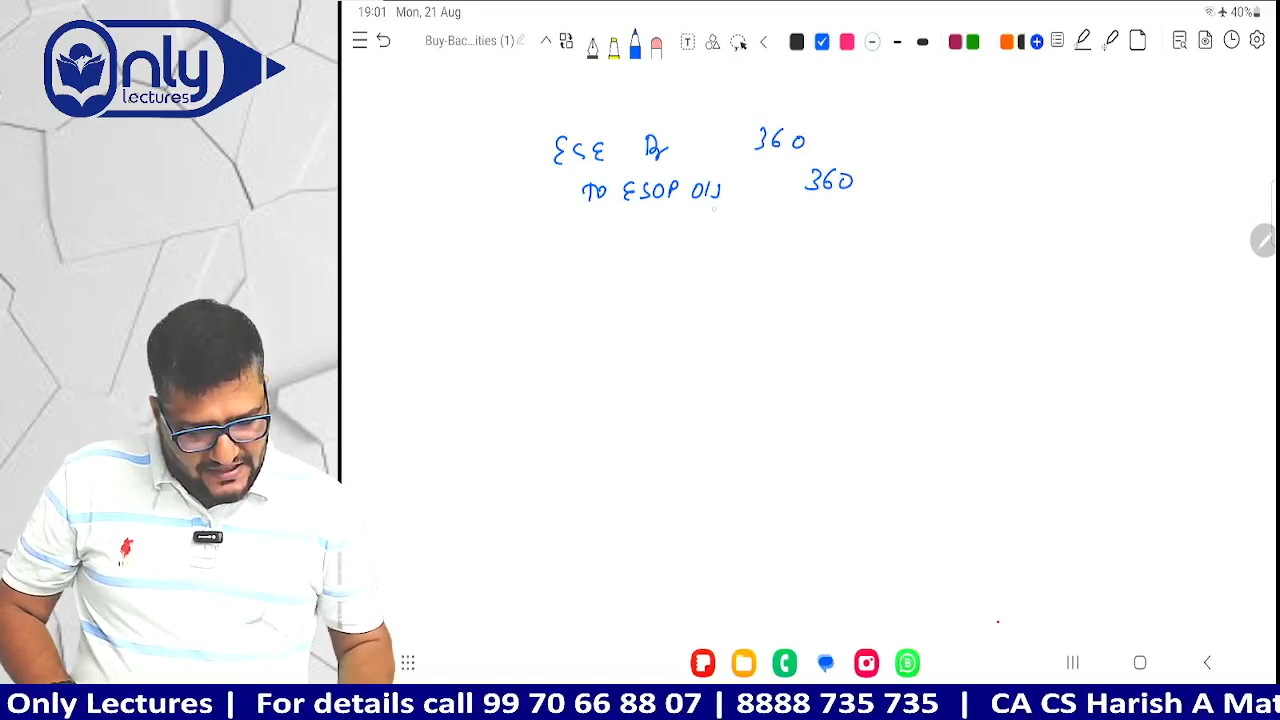 19:01 Mon, 21 Aug
40%
Only
lectures
Buy-Bac...ities (1)
T
ESE Dr 360
To ESOP O/s 360
Only Lectures | For details call 99 70 66 88 07 | 8888 735 735 | CA CS Harish A Mat